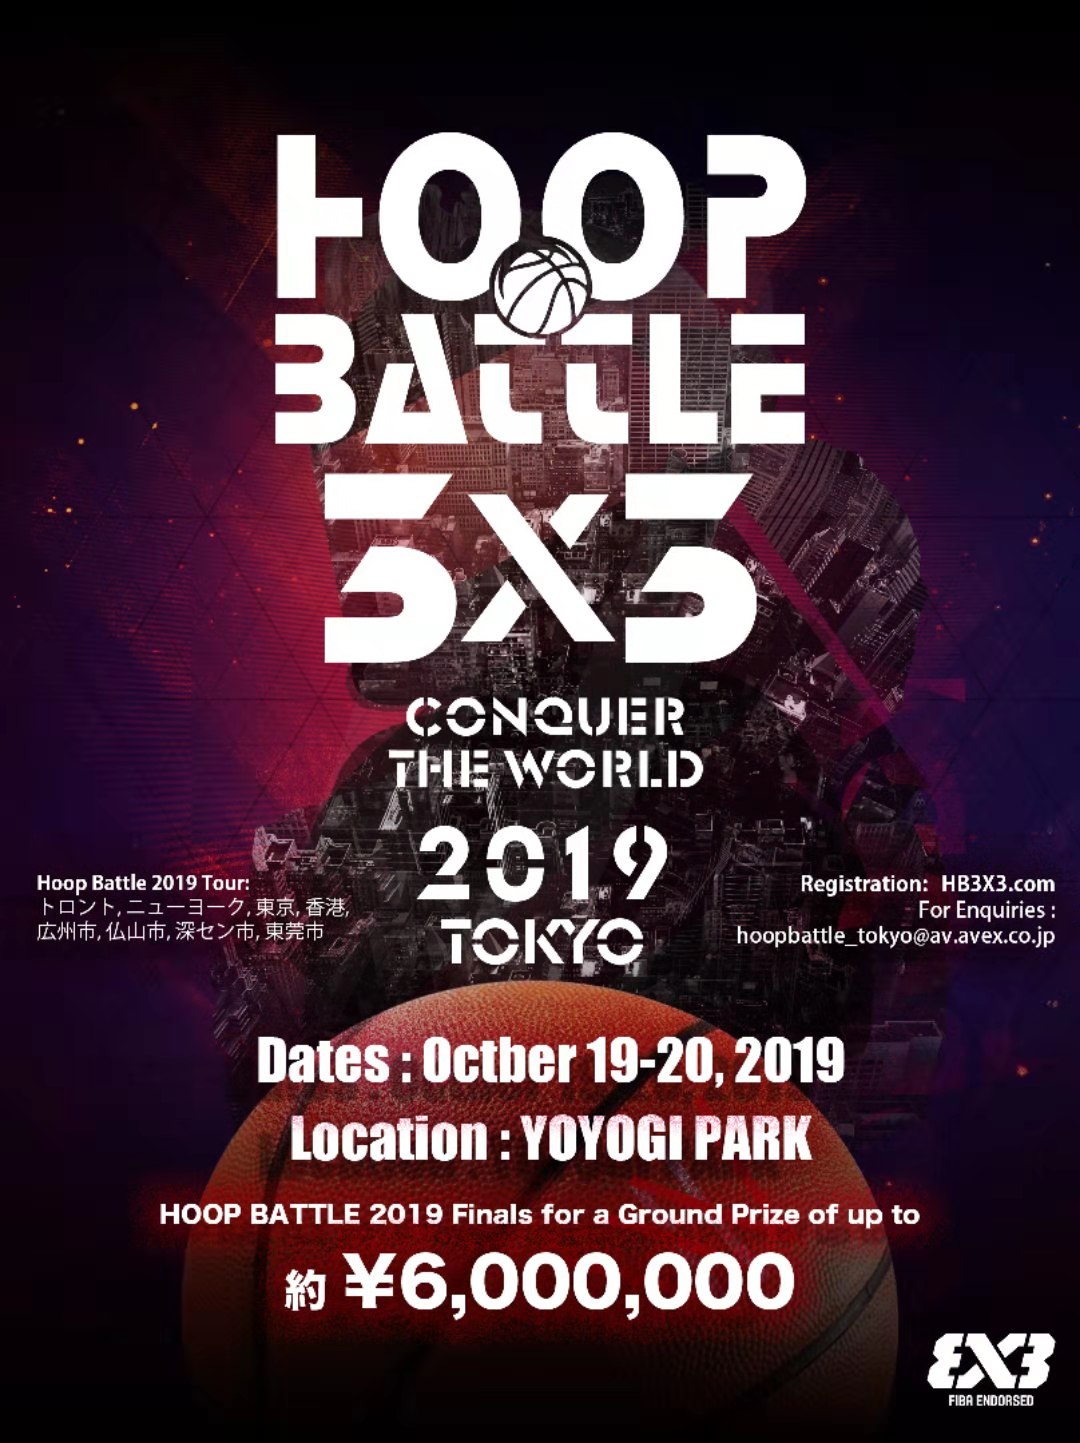 HOOP
BATTLE
3X3
CONQUER
THE WORLD
2019
TOKYO
Hoop Battle 2019 Tour:
トロント, ニューヨーク, 東京, 香港,
広州市, 仏山市, 深セン市, 東莞市
Registration: HB3X3.com
For Enquiries :
hoopbattle_tokyo@av.avex.co.jp
Dates : Octber 19-20, 2019
Location : YOYOGI PARK
HOOP BATTLE 2019 Finals for a Ground Prize of up to
約 ¥6,000,000
3X3
FIBA ENDORSED